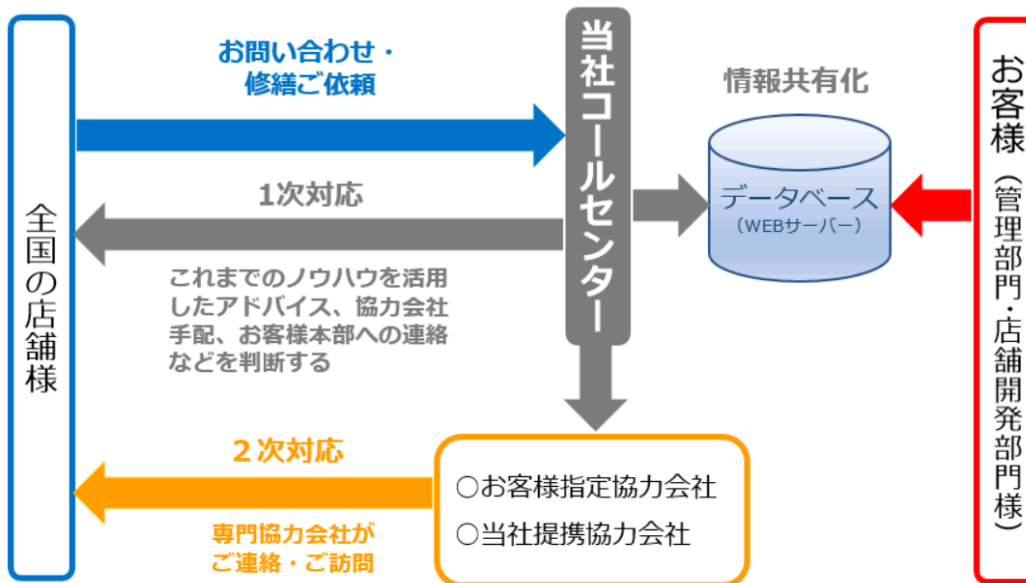 お問い合わせ・
修繕ご依頼
当社コールセンター
情報共有化
お客様（管理部門・店舗開発部門様）
全国の店舗様
1次対応
データベース
（WEBサーバー）
これまでのノウハウを活用
したアドバイス、協力会社
手配、お客様本部への連絡
などを判断する
２次対応
○お客様指定協力会社
○当社提携協力会社
専門協力会社が
ご連絡・ご訪問